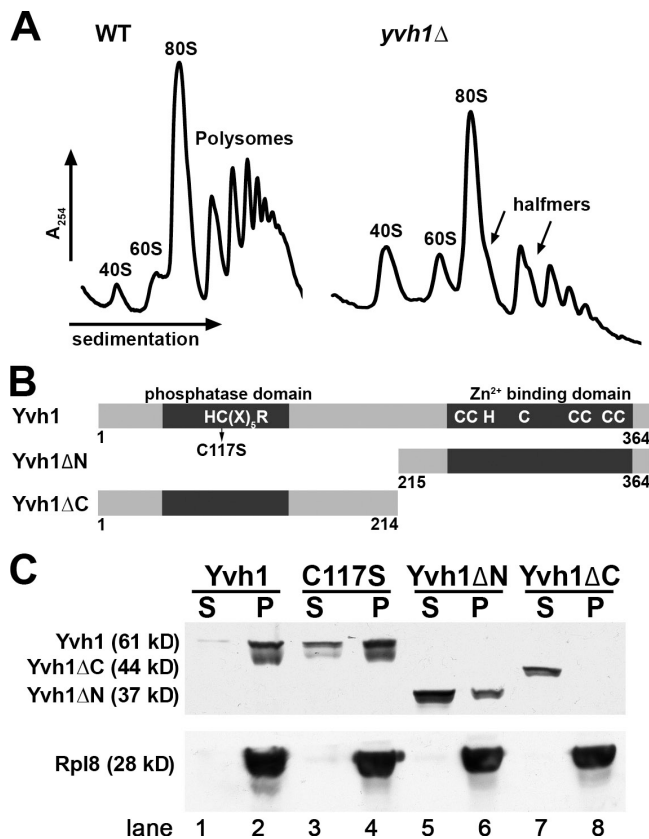 A
WT
yvh1Δ
80S
80S
Polysomes
halfmers
A254
40S
60S
40S
60S
sedimentation
B
phosphatase domain
Zn2+ binding domain
Yvh1
HC(X)5R
CC H C CC CC
1
364
C117S
Yvh1ΔN
215
364
Yvh1ΔC
1
214
C
Yvh1 C117S Yvh1ΔN Yvh1ΔC
S P S P S P S P
Yvh1 (61 kD)
Yvh1ΔC (44 kD)
Yvh1ΔN (37 kD)
Rpl8 (28 kD)
lane 1 2 3 4 5 6 7 8